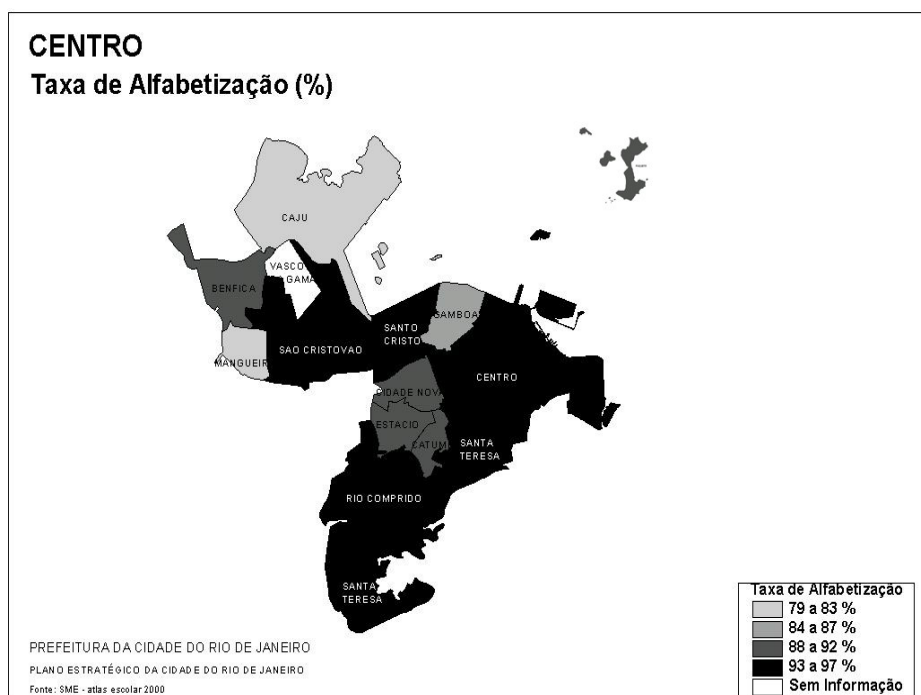 CENTRO
Taxa de Alfabetização (%)
CAJU
VASCO
GAMA
BENFICA
GAMBOA
SANTO
CRISTO
SAO CRISTOVAO
MANGUEIR
CENTRO
CIDADE NOVA
ESTACIO
CATUM
SANTA
TERESA
RIO COMPRIDO
SANTA
TERESA
Taxa de Alfabetização
79 a 83 %
84 a 87 %
88 a 92 %
93 a 97 %
Sem Informação
PREFEITURA DA CIDADE DO RIO DE JANEIRO
PLANO ESTRATÉGICO DA CIDADE DO RIO DE JANEIRO
Fonte: SME - atlas escolar 2000